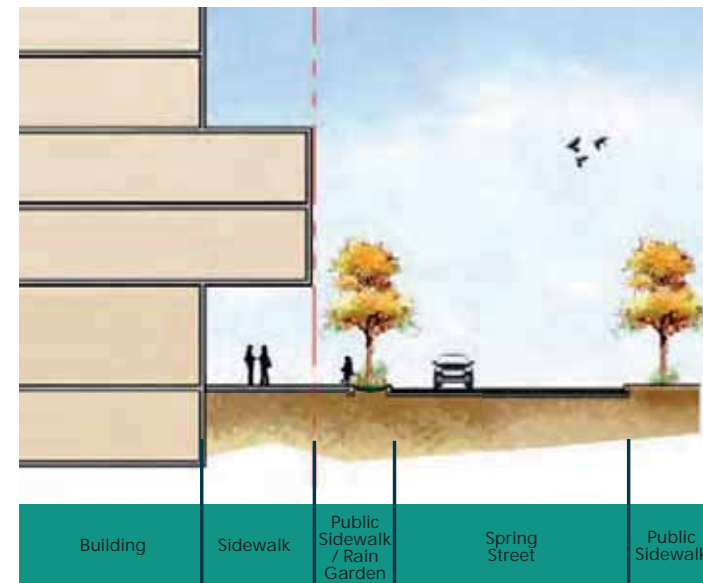 Building
Sidewalk
Public
Sidewalk
/ Rain
Garden
Spring
Street
Public
Sidewalk